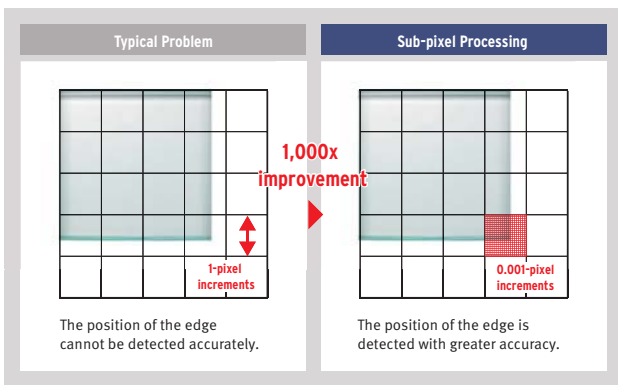 Typical Problem
1-pixel
increments
The position of the edge
cannot be detected accurately.
1,000x
improvement
Sub-pixel Processing
0.001-pixel
increments
The position of the edge is
detected with greater accuracy.